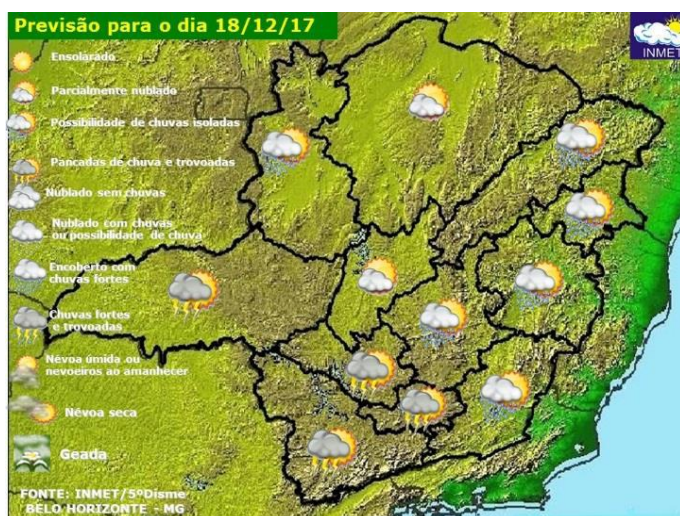 Previsão para o dia 18/12/17
INMET
Ensolarado
Parcialmente nublado
Possibilidade de chuvas isoladas
Pancadas de chuva e trovoadas
Nublado sem chuvas
Nublado com chuvas
ou possibilidade de chuva
Encoberto com
chuvas fortes
Chuvas fortes
e trovoadas
Névoa úmida ou
nevoeiros ao amanhecer
Névoa seca
Geada
FONTE: INMET/5ºDisme
BELO HORIZONTE - MG